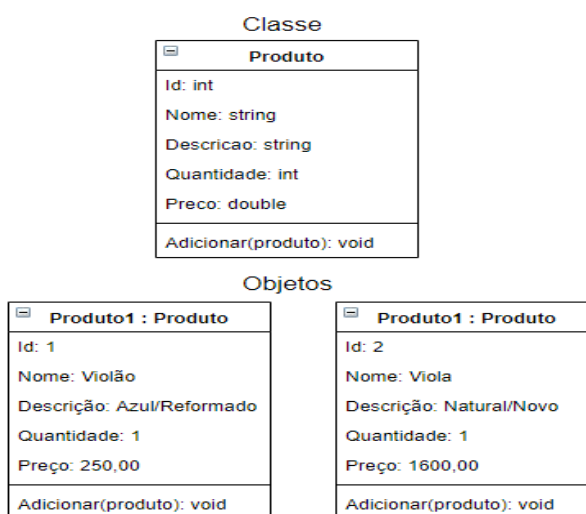 Classe
Produto
Id: int
Nome: string
Descricao: string
Quantidade: int
Preco: double
Adicionar(produto): void
Objetos
Produto1 : Produto
Id: 1
Nome: Violão
Descrição: Azul/Reformado
Quantidade: 1
Preço: 250,00
Adicionar(produto): void
Produto1 : Produto
Id: 2
Nome: Viola
Descrição: Natural/Novo
Quantidade: 1
Preço: 1600,00
Adicionar(produto): void